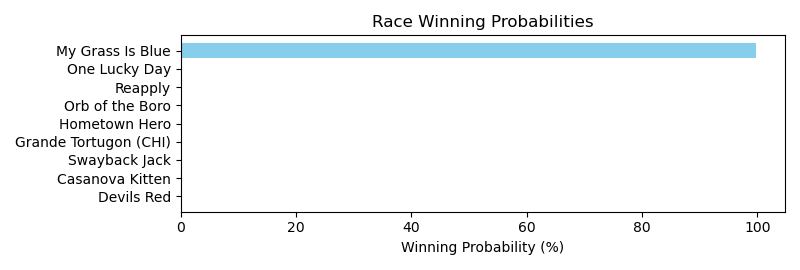 Race Winning Probabilities
My Grass Is Blue
One Lucky Day
Reapply
Orb of the Boro
Hometown Hero
Grande Tortugon (CHI)
Swayback Jack
Casanova Kitten
Devils Red
0 20 40 60 80 100
Winning Probability (%)